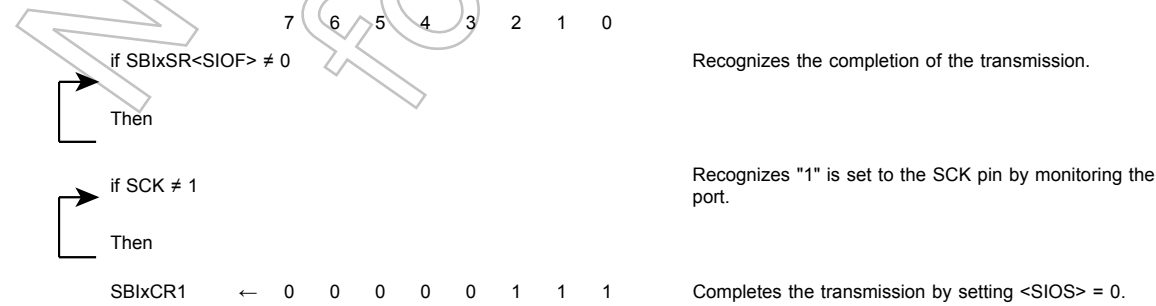 7 6 5 4 3 2 1 0
if SBIxSR<SIOF> ≠ 0 Recognizes the completion of the transmission.
Then
if SCK ≠ 1 Recognizes "1" is set to the SCK pin by monitoring the
port.
Then
SBIxCR1 ← 0 0 0 0 0 1 1 1 Completes the transmission by setting <SIOS> = 0.